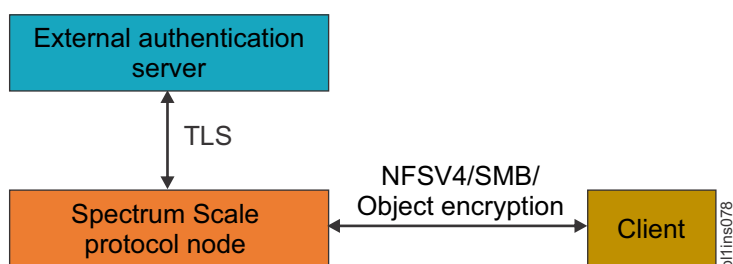 External authentication
server
TLS
NFSV4/SMB/
Object encryption
Spectrum Scale
protocol node
Client